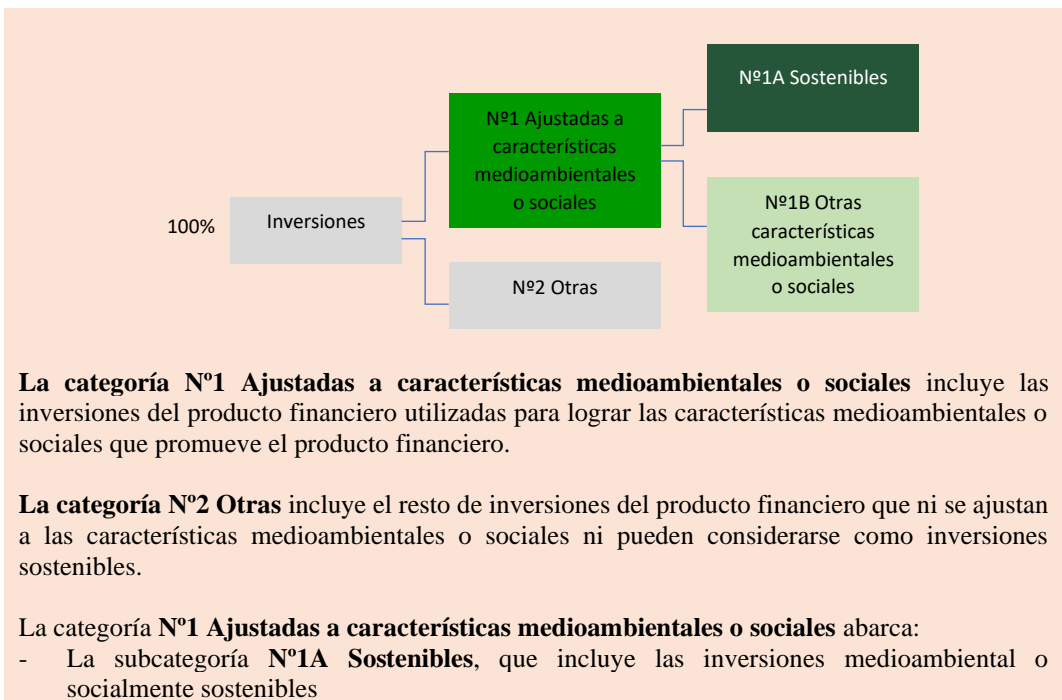 Nº1A Sostenibles
Nº1 Ajustadas a
características
medioambientales
o sociales
Nº1B Otras
característicás
medioambientales
o sociales
100%
Inversiones
Nº2 Otras
La categoría Nº1 Ajustadas a características medioambientales o sociales incluye las
inversiones del producto financiero utilizadas para lograr las características medioambientales o
sociales que promueve el producto financiero.
La categoría Nº2 Otras incluye el resto de inversiones del producto financiero que ni se ajustan
a las características medioambientales o sociales ni pueden considerarse como inversiones
sostenibles.
La categoría Nº1 Ajustadas a características medioambientales o sociales abarca:
- La subcategoría Nº1A Sostenibles, que incluye las inversiones medioambiental o
socialmente sostenibles